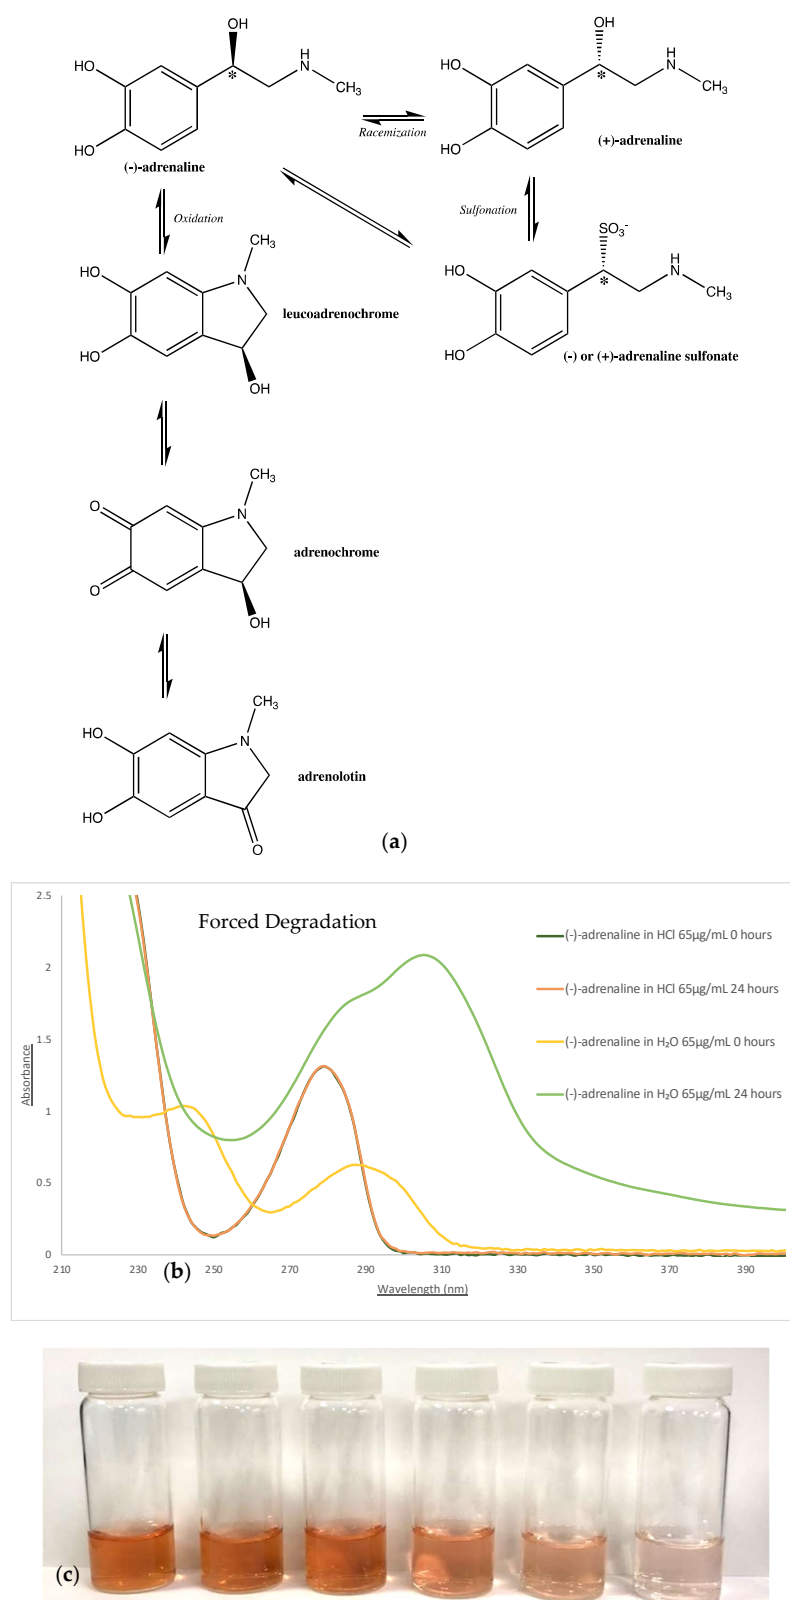 OH
HO
H
N
*
CH3
HO
(-)-adrenaline
Racemization
OH
HO
H
N
*
CH3
HO
(+)-adrenaline
Oxidation
Sulfonation
CH3
HO
N
leucoadrenochrome
HO
OH
SO3-
HO
H
N
*
CH3
HO
(-) or (+)-adrenaline sulfonate
CH3
O
N
adrenochrome
O
OH
CH3
HO
N
adrenolotin
HO
O
(a)
Forced Degradation
2.5
2
1.5
1
0.5
0
Absorbance
(-)-adrenaline in HCl 65µg/mL 0 hours
(-)-adrenaline in HCl 65µg/mL 24 hours
(-)-adrenaline in H2O 65µg/mL 0 hours
(-)-adrenaline in H2O 65µg/mL 24 hours
(b)
210 230 250 270 290 310 330 350 370 390
Wavelength (nm)
(c)